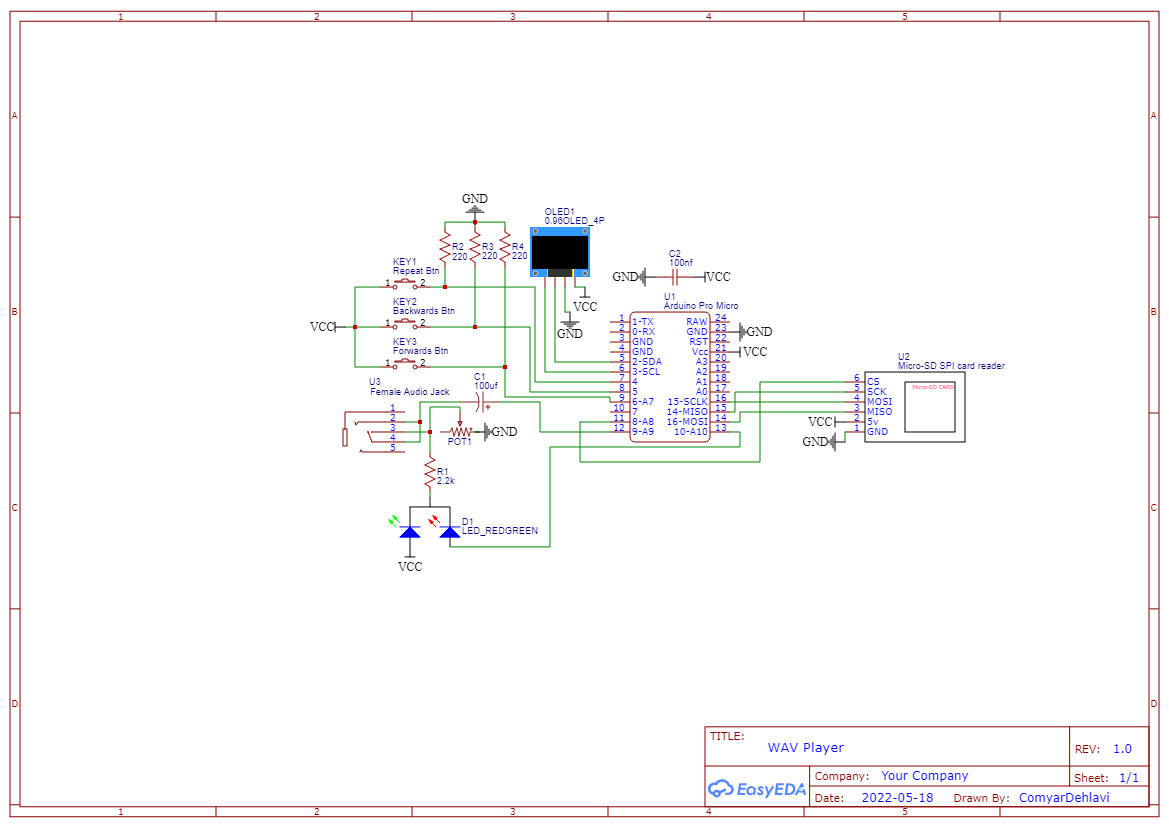 1 2 3 4 5
A A
GND
OLED1
0.96OLED_4P
R2
220
R3
220
R4
220
C2
100nf
GND VCC
KEY1
Repeat Btn
1 2
VCC
U1
Arduino Pro Micro
KEY2
Backwards Btn
1 2
B B
VCC
GND
1 1-TX RAW 24
2 0-RX GND 23 GND
3 GND RST 22
4 GND Vcc 21 VCC
5 2-SDA A3 20
6 3-SCL A2 19
7 4 A1 18
8 5 A0 17
9 6-A7 15-SCLK 16
10 7 14-MISO 15
11 8-A8 16-MOSI 14
12 9-A9 10-A10 13
KEY3
Forwards Btn
1 2
U2
Micro-SD SPI card reader
6 CS
5 SCK
4 MOSI
3 MISO
VCC 2 5v
GND 1 GND
Micro-SD CARD
U3
Female Audio Jack
1
2
3
4
5
C1
100uf
+
POT1
GND
R1
2.2k
C C
D1
LED_REDGREEN
VCC
D D
TITLE:
WAV Player
REV: 1.0
EasyEDA
Company: Your Company
Sheet: 1/1
Date: 2022-05-18 Drawn By: ComyarDehlavi
1 2 3 4 5